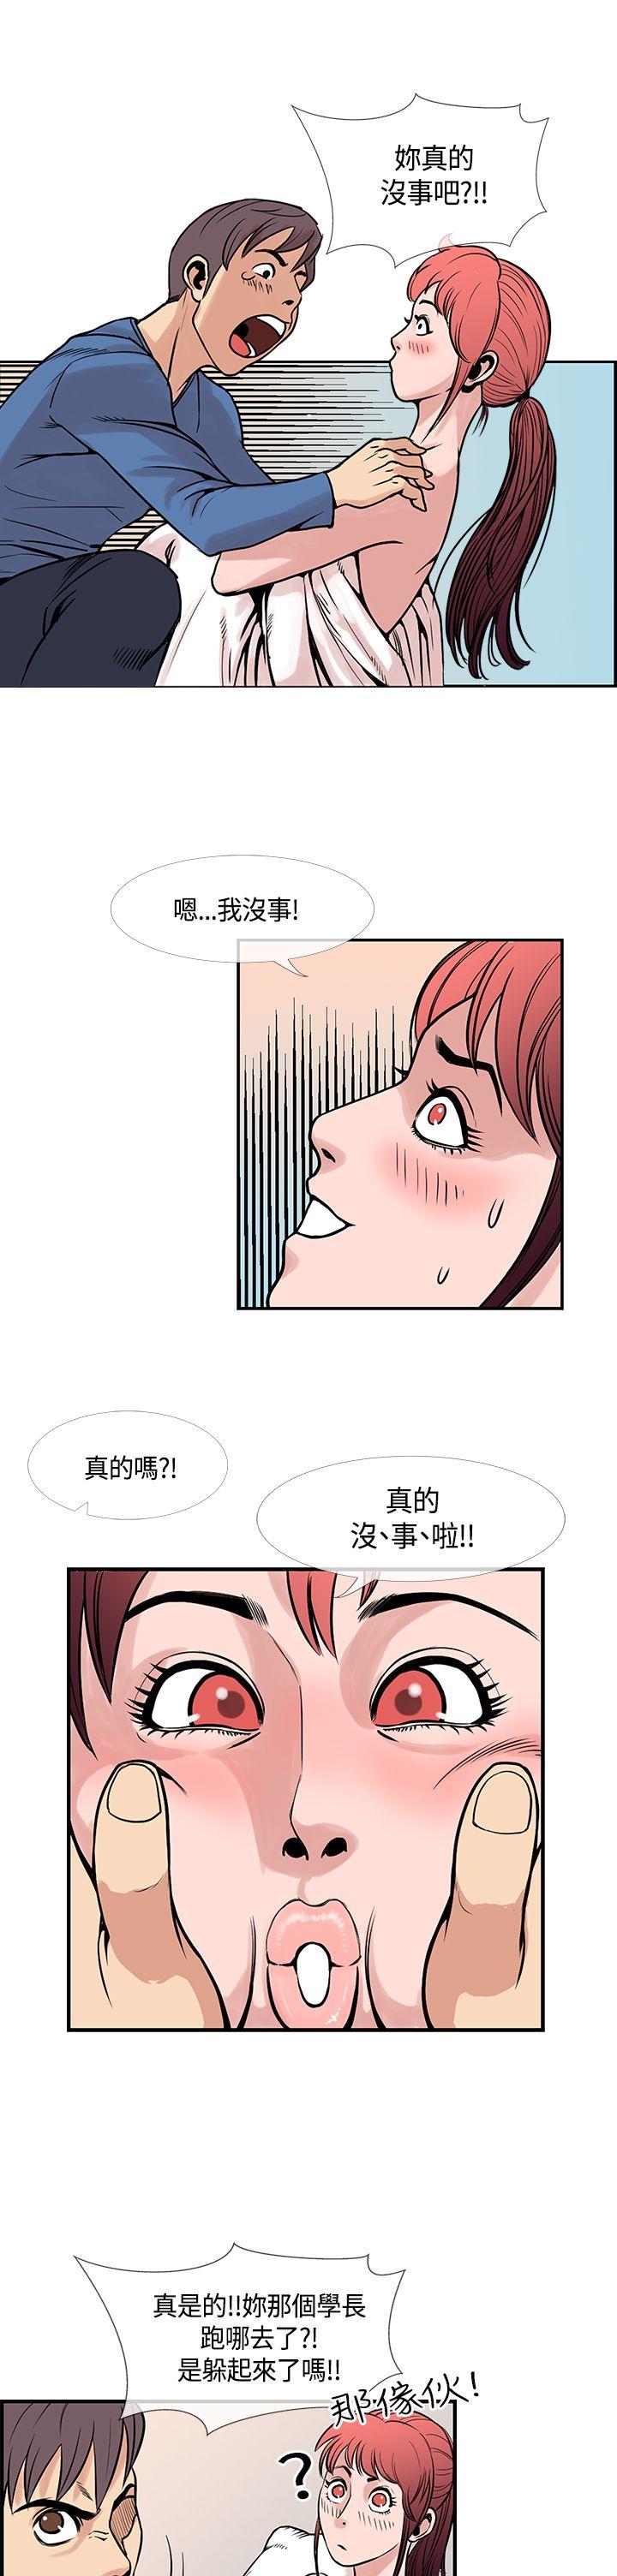 妳真的
沒事吧?!!
嗯...我沒事!
真的嗎?!
真的
沒、事、啦!!
真是的!!妳那個學長
跑哪去了?!
是躲起來了嗎!!
那傢伙!
?